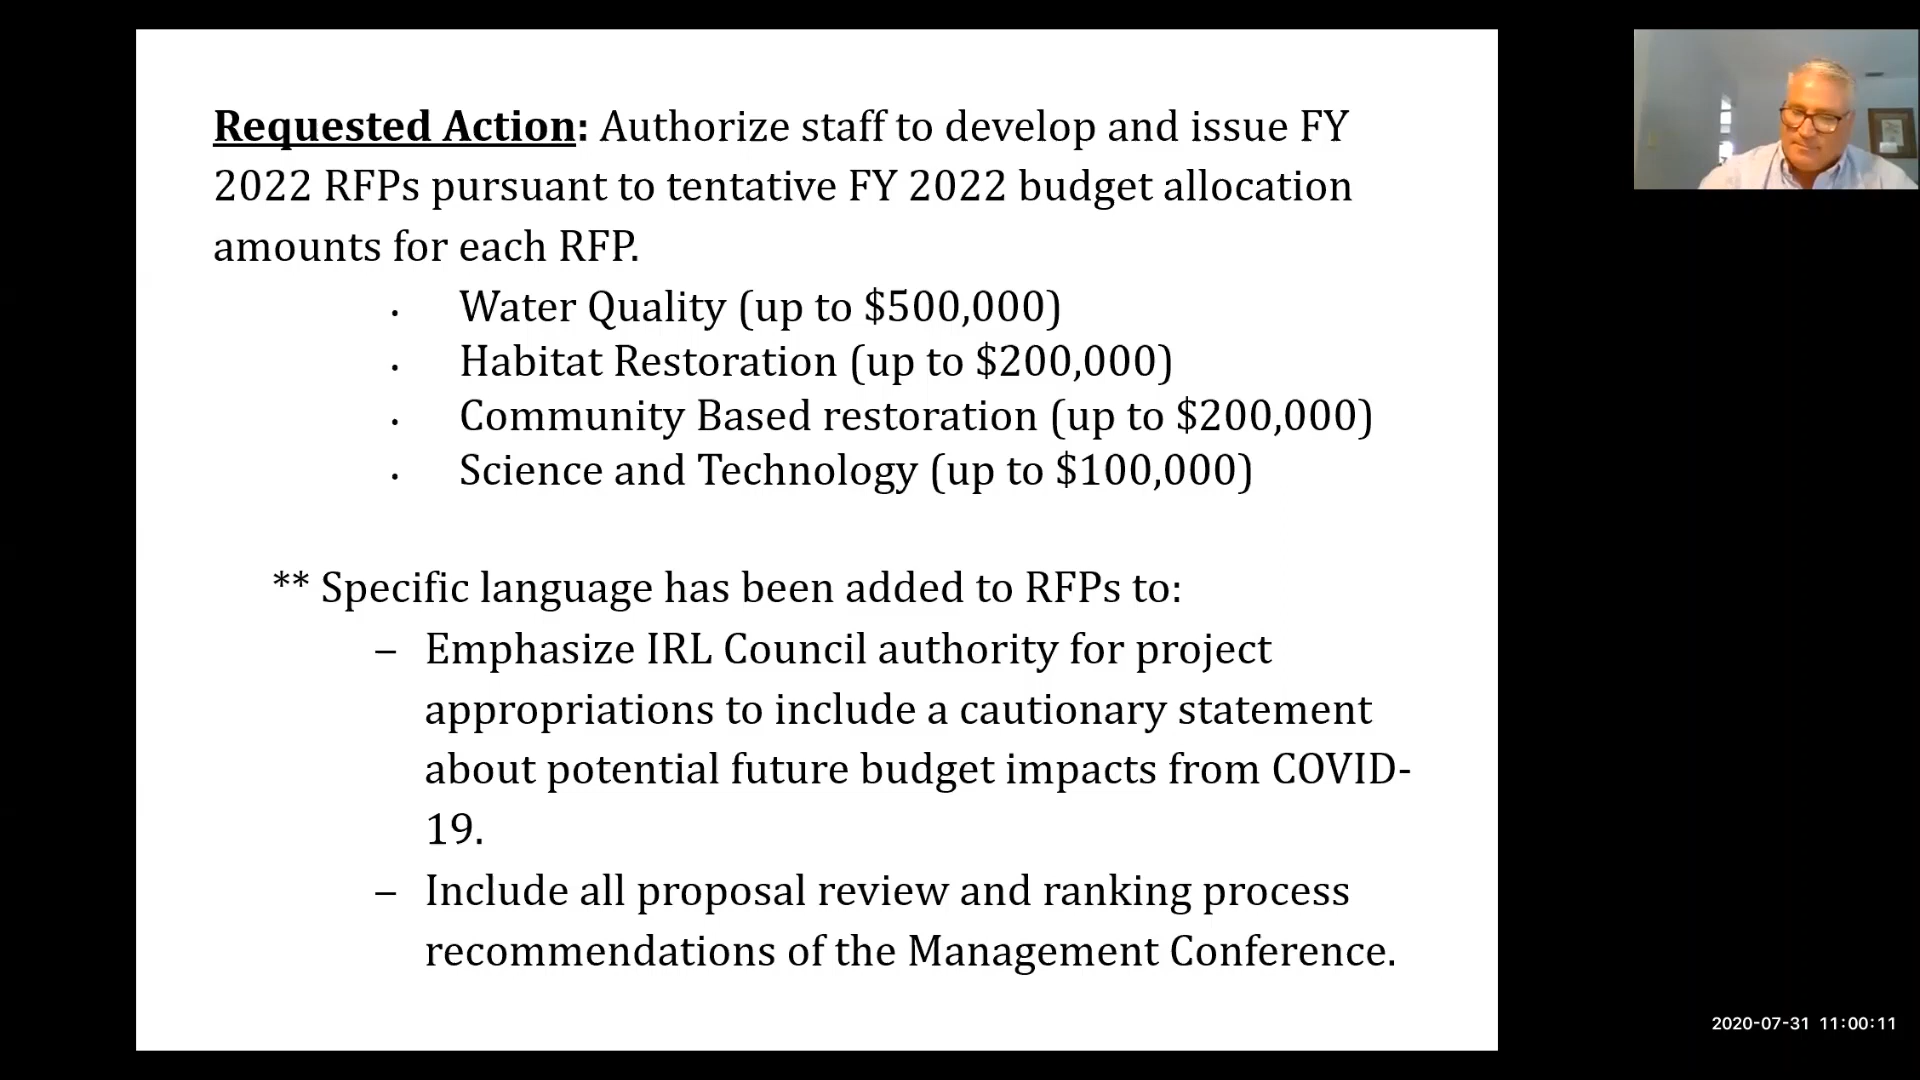 Requested Action: Authorize staff to develop and issue FY
2022 RFPs pursuant to tentative FY 2022 budget allocation
amounts for each RFP.
· Water Quality (up to $500,000)
· Habitat Restoration (up to $200,000)
· Community Based restoration (up to $200,000)
· Science and Technology (up to $100,000)
** Specific language has been added to RFPs to:
– Emphasize IRL Council authority for project
appropriations to include a cautionary statement
about potential future budget impacts from COVID-
19.
– Include all proposal review and ranking process
recommendations of the Management Conference.
2020-07-31 11:00:11